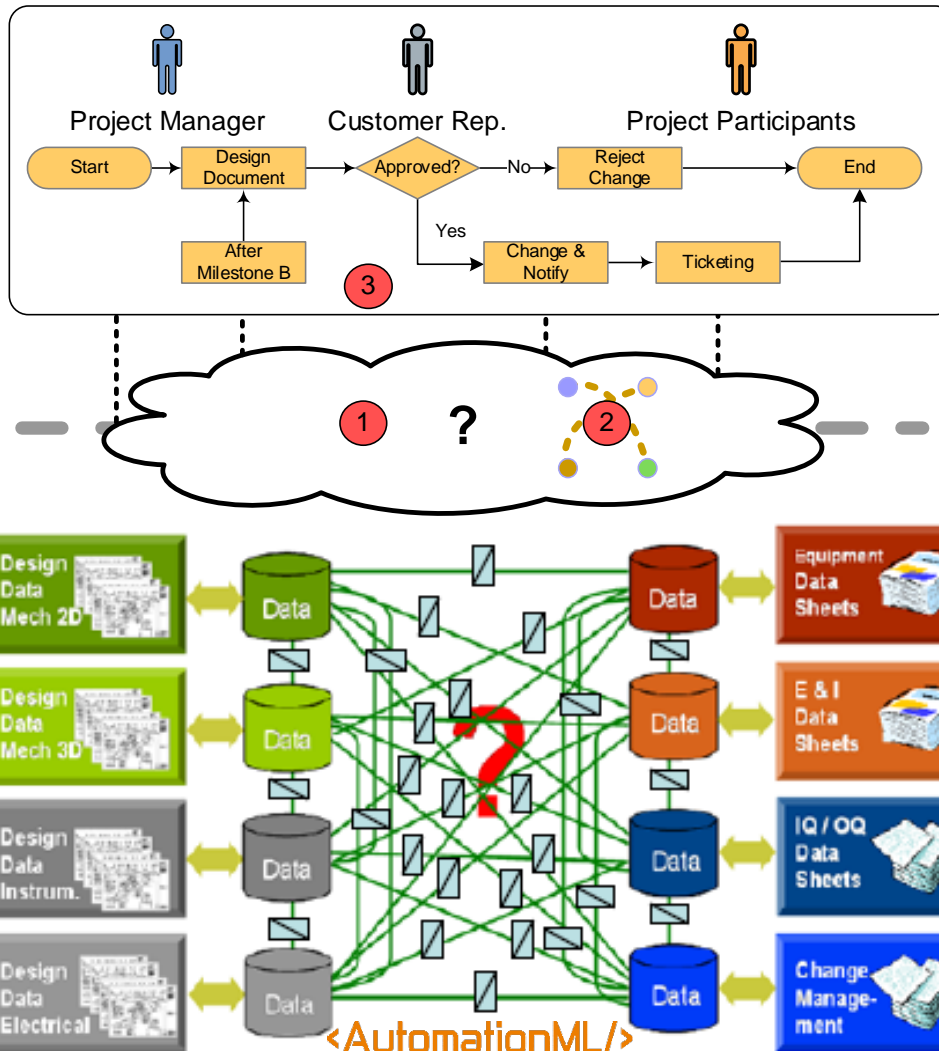 Project Manager
Customer Rep.
Project Participants
Start
Design
Document
Approved?
No
Reject
Change
End
Yes
After
Milestone B
Change &
Notify
Ticketing
3
1
?
2
Design
Data
Mech 2D
Data
Data
Equipment
Data
Sheets
Design
Data
Mech 3D
Data
?
Data
E & I
Data
Sheets
Design
Data
Instrum.
Data
Data
IQ / OQ
Data
Sheets
Design
Data
Electrical
Data
Data
Change
Manage-
ment
<AutomationML/>